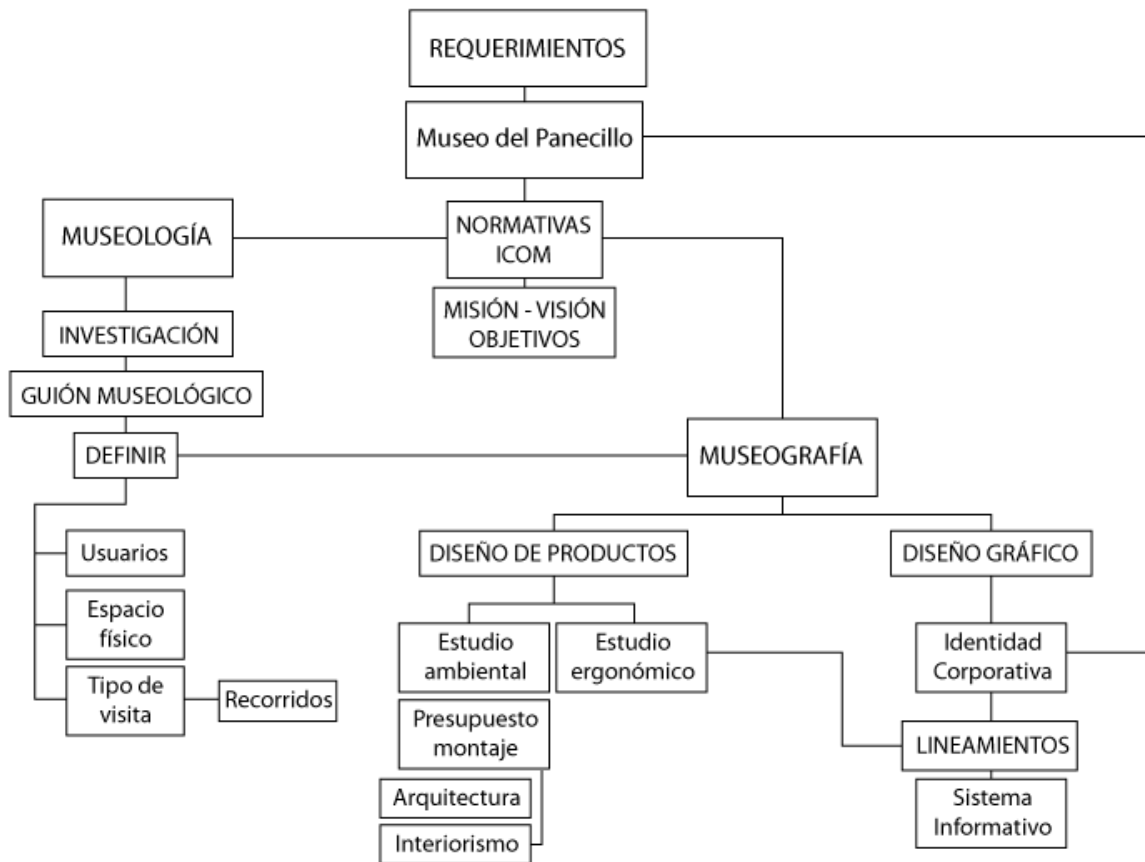 REQUERIMIENTOS
Museo del Panecillo
MUSEOLOGÍA
NORMATIVAS
ICOM
MISIÓN - VISIÓN
OBJETIVOS
INVESTIGACIÓN
GUIÓN MUSEOLÓGICO
DEFINIR
MUSEOGRAFÍA
Usuarios
Espacio
físico
Tipo de
visita
Recorridos
DISEÑO DE PRODUCTOS
DISEÑO GRÁFICO
Estudio
ambiental
Estudio
ergonómico
Identidad
Corporativa
Presupuesto
montaje
LINEAMIENTOS
Arquitectura
Interiorismo
Sistema
Informativo